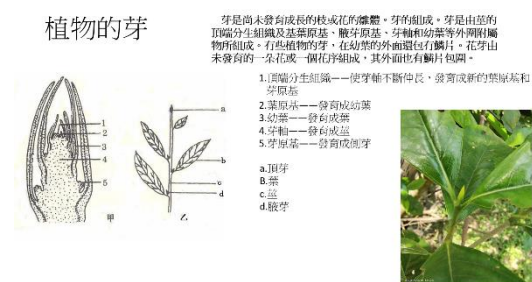 植物的芽
芽是尚未發育成長的枝或花的雛體。芽的組成。芽是由莖的
頂端分生組織及基葉原基、腋芽原基、芽軸和幼葉等外圍附屬
物所組成。有些植物的芽，在幼葉的外面還包有鱗片。花芽由
未發育的一朵花或一個花序組成，其外面也有鱗片包圍。
1.頂端分生組織——使芽軸不斷伸長，發育成新的葉原基和
芽原基
2.葉原基——發育成幼葉
3.幼葉——發育成葉
4.芽軸——發育成莖
5.芽原基——發育成側芽
a.頂芽
B.葉
c.莖
d.腋芽
1
2
3
4
5
甲
a
b
c
d
乙